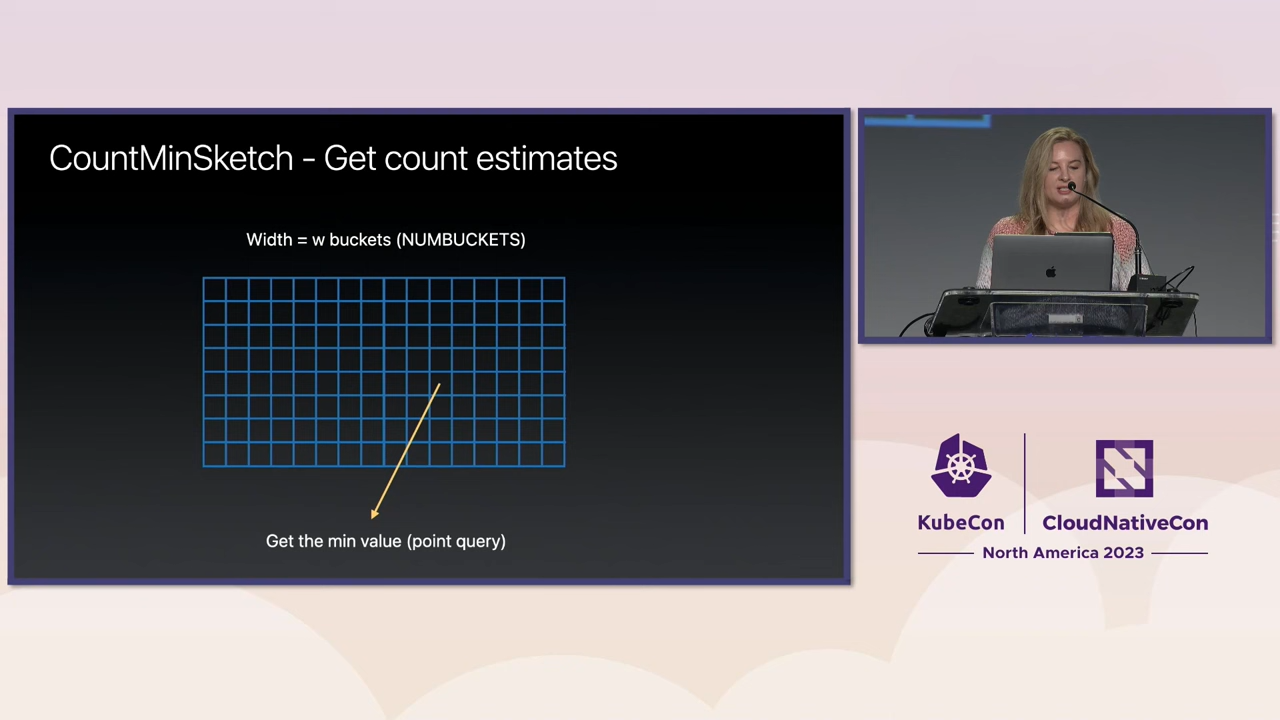 CountMinSketch - Get count estimates
Width = w buckets (NUMBUCKETS)
Get the min value (point query)
KubeCon
CloudNativeCon
North America 2023